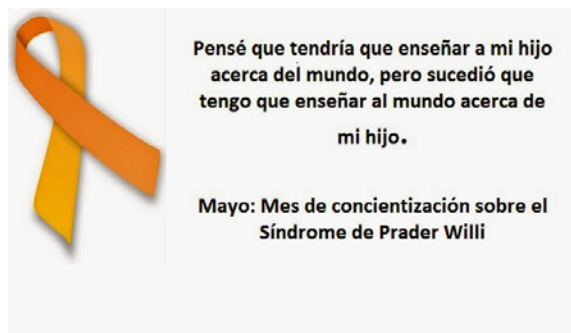 Pensé que tendría que enseñar a mi hijo
acerca del mundo, pero sucedió que
tengo que enseñar al mundo acerca de
mi hijo.
Mayo: Mes de concientización sobre el
Síndrome de Prader Willi